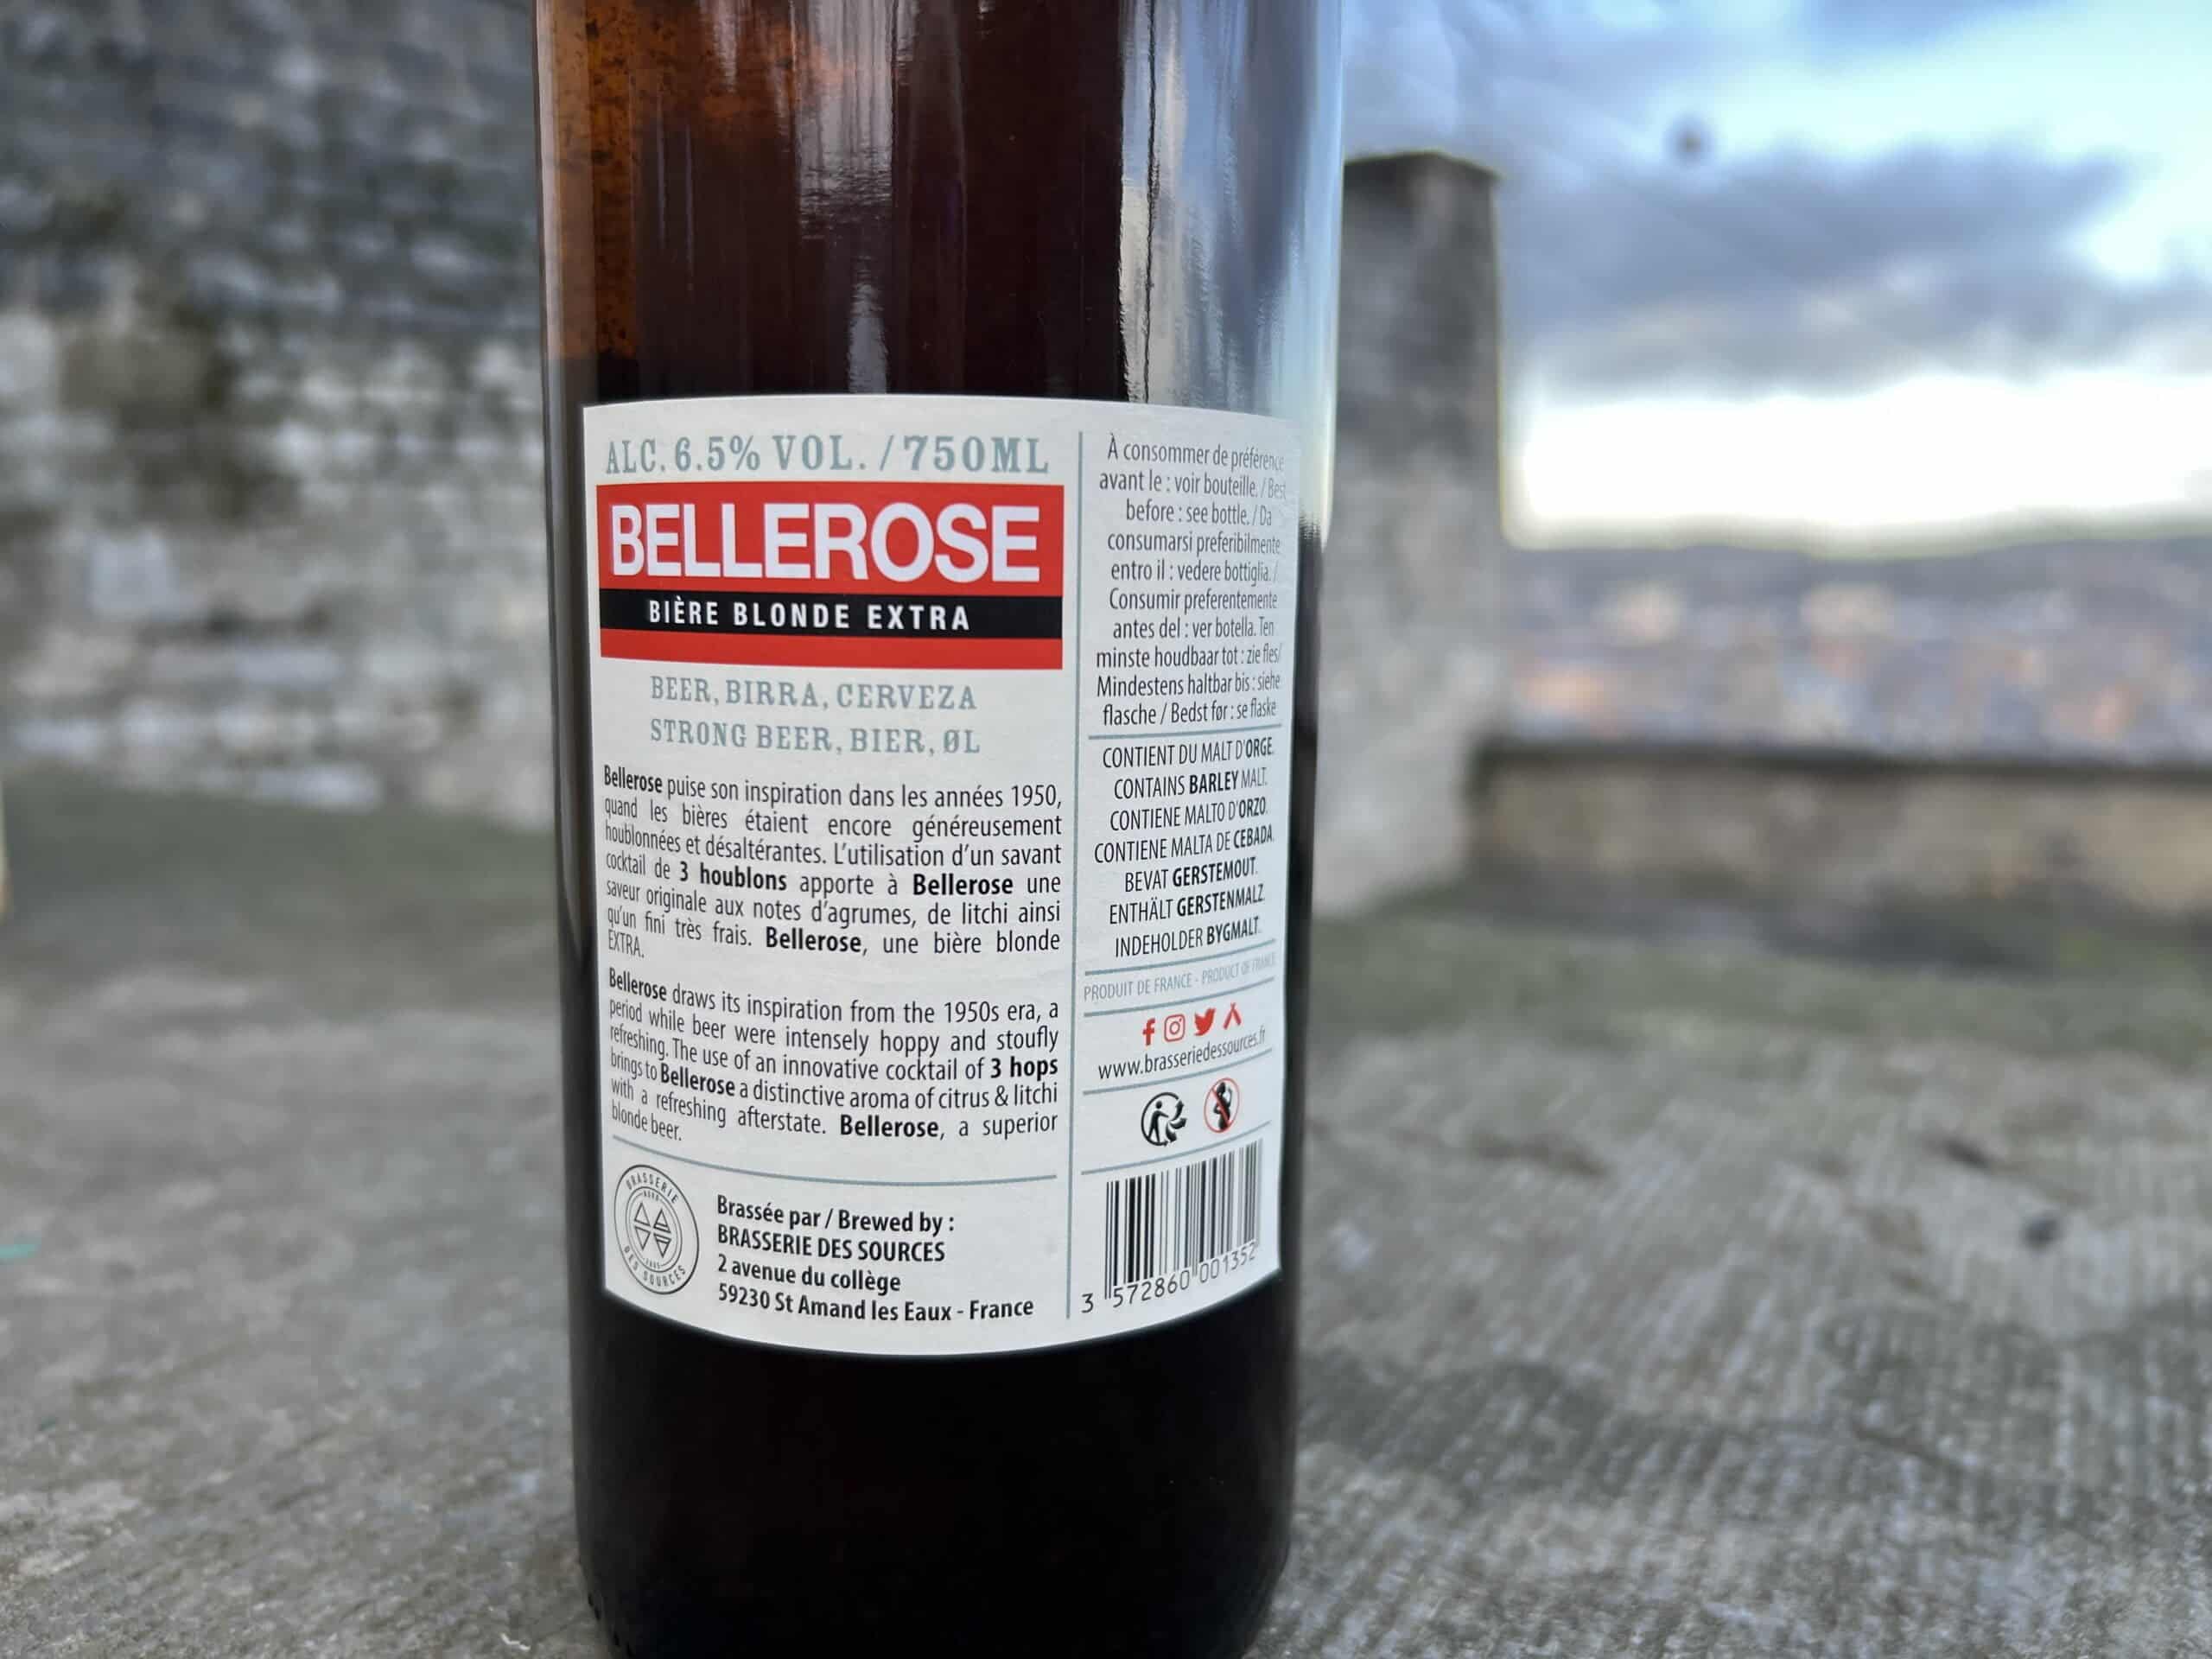 ALC. 6.5% VOL. / 750ML
BELLEROSE
BIÈRE BLONDE EXTRA
BEER, BIRRA, CERVEZA
STRONG BEER, BIER, ØL
Bellerose puise son inspiration dans les années 1950,
quand les bières étaient encore généreusement
houblonnées et désaltérantes. L'utilisation d'un savant
cocktail de 3 houblons apporte à Bellerose une
saveur originale aux notes d'agrumes, de litchi ainsi
qu'un fini très frais. Bellerose, une bière blonde
EXTRA.
Bellerose draws its inspiration from the 1950s era, a
period while beer were intensely hoppy and stoufly
refreshing. The use of an innovative cocktail of 3 hops
brings to Bellerose a distinctive aroma of citrus & litchi
with a refreshing afterstate. Bellerose, a superior
blonde beer.
BRASSERIE
DES SOURCES
Brassée par / Brewed by :
BRASSERIE DES SOURCES
2 avenue du collège
59230 St Amand les Eaux - France
À consommer de préférence
avant le : voir bouteille. / Best
before : see bottle. / Da
consumarsi preferibilmente
entro il : vedere bottiglia. /
Consumir preferentemente
antes del : ver botella. Ten
minste houdbaar tot : zie fles/
Mindestens haltbar bis : siehe
flasche / Bedst før : se flaske
CONTIENT DU MALT D'ORGE.
CONTAINS BARLEY MALT.
CONTIENE MALTO D'ORZO.
CONTIENE MALTA DE CEBADA.
BEVAT GERSTEMOUT.
ENTHÄLT GERSTENMALZ.
INDEHOLDER BYGMALT.
PRODUIT DE FRANCE - PRODUCT OF FRANCE
www.brasseriedessources.fr
3 572860 001352